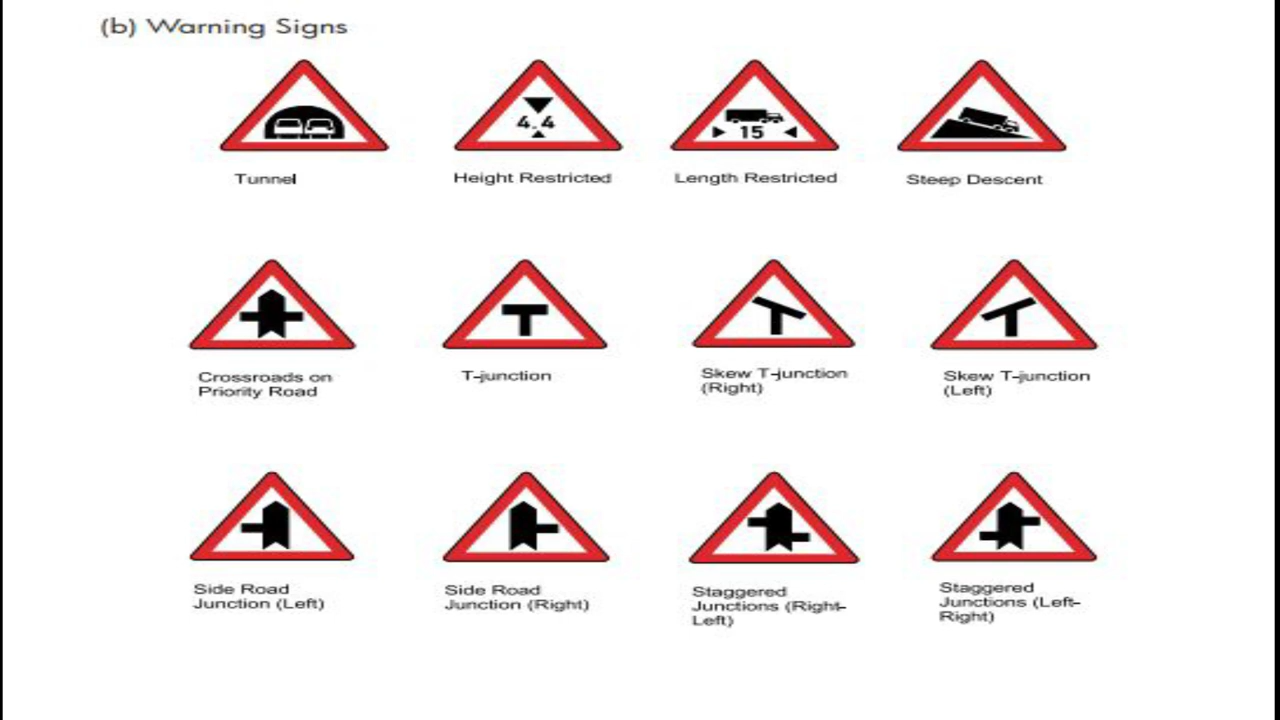 (b) Warning Signs
4.4
15
Tunnel
Height Restricted
Length Restricted
Steep Descent
Crossroads on
Priority Road
T-junction
Skew T-junction
(Right)
Skew T-junction
(Left)
Side Road
Junction (Left)
Side Road
Junction (Right)
Staggered
Junctions (Right-
Left)
Staggered
Junctions (Left-
Right)